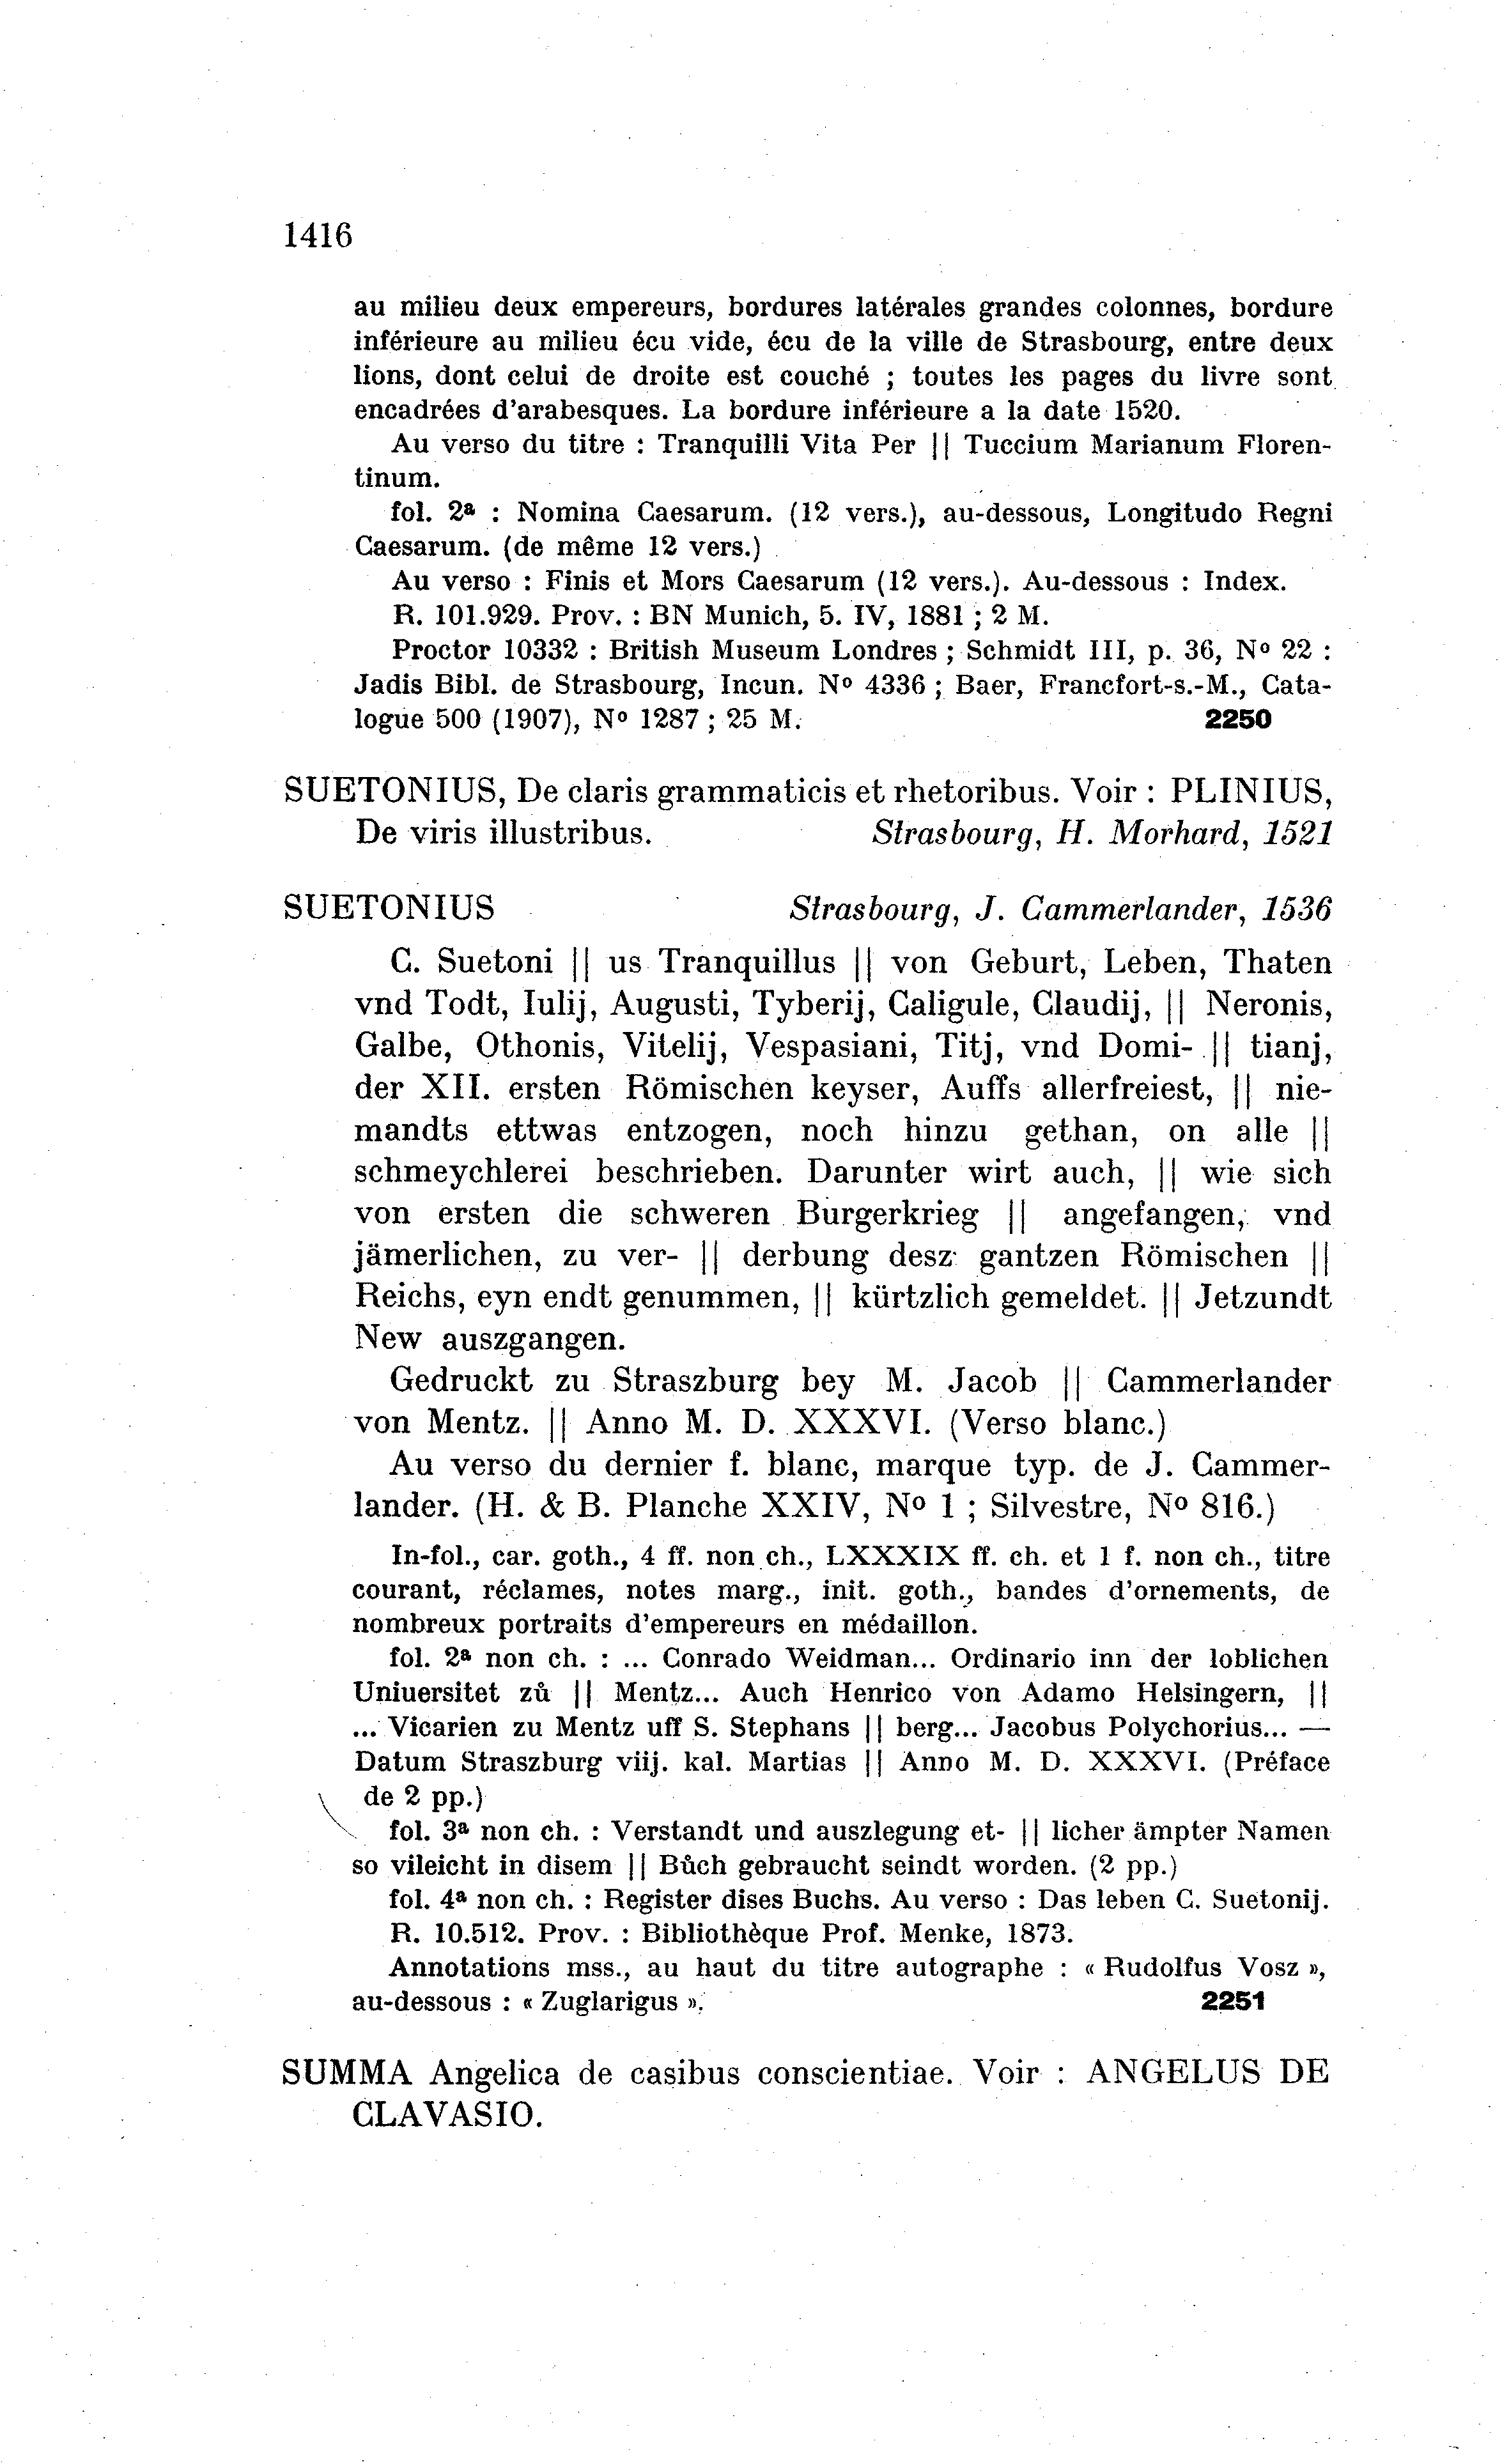 1416
au milieu deux empereurs, bordures latérales grandes colonnes, bordure
inférieure au milieu écu vide, écu de la ville de Strasbourg, entre deux
lions, dont celui de droite est couché ; toutes les pages du livre sont
encadrées d'arabesques. La bordure inférieure a la date 1520.
Au verso du titre : Tranquilli Vita Per || Tuccium Marianum Floren-
tinum.
fol. 2ª : Nomina Caesarum. (12 vers.), au-dessous, Longitudo Regni
Caesarum. (de même 12 vers.)
Au verso : Finis et Mors Caesarum (12 vers.). Au-dessous : Index.
R. 101.929. Prov. : BN Munich, 5. IV, 1881 ; 2 M.
Proctor 10332 : British Museum Londres ; Schmidt III, p. 36, Nº 22 :
Jadis Bibl. de Strasbourg, Incun. Nº 4336 ; Baer, Francfort-s.-M., Cata-
logue 500 (1907), Nº 1287 ; 25 M. 2250
SUETONIUS, De claris grammaticis et rhetoribus. Voir : PLINIUS,
De viris illustribus. Strasbourg, H. Morhard, 1521
SUETONIUS Strasbourg, J. Cammerlander, 1536
C. Suetoni || us Tranquillus || von Geburt, Leben, Thaten
vnd Todt, Iulij, Augusti, Tyberij, Caligule, Claudij, || Neronis,
Galbe, Othonis, Vitelij, Vespasiani, Titj, vnd Domi- || tianj,
der XII. ersten Römischen keyser, Auffs allerfreiest, || nie-
mandts ettwas entzogen, noch hinzu gethan, on alle ||
schmeychlerei beschrieben. Darunter wirt auch, || wie sich
von ersten die schweren Burgerkrieg || angefangen, vnd
jämerlichen, zu ver- || derbung desz gantzen Römischen ||
Reichs, eyn endt genummen, || kürtzlich gemeldet. || Jetzundt
New auszgangen.
Gedruckt zu Straszburg bey M. Jacob || Cammerlander
von Mentz. || Anno M. D. XXXVI. (Verso blanc.)
Au verso du dernier f. blanc, marque typ. de J. Cammer-
lander. (H. & B. Planche XXIV, Nº 1 ; Silvestre, Nº 816.)
In-fol., car. goth., 4 ff. non ch., LXXXIX ff. ch. et 1 f. non ch., titre
courant, réclames, notes marg., init. goth., bandes d'ornements, de
nombreux portraits d'empereurs en médaillon.
fol. 2ª non ch. : ... Conrado Weidman... Ordinario inn der loblichen
Uniuersitet zů || Mentz... Auch Henrico von Adamo Helsingern, ||
... Vicarien zu Mentz uff S. Stephans || berg... Jacobus Polychorius... —
Datum Straszburg viij. kal. Martias || Anno M. D. XXXVI. (Préface
de 2 pp.)
fol. 3ª non ch. : Verstandt und auszlegung et- || licher ämpter Namen
so vileicht in disem || Bůch gebraucht seindt worden. (2 pp.)
fol. 4ª non ch. : Register dises Buchs. Au verso : Das leben C. Suetonij.
R. 10.512. Prov. : Bibliothèque Prof. Menke, 1873.
Annotations mss., au haut du titre autographe : « Rudolfus Vosz »,
au-dessous : « Zuglarigus ». 2251
SUMMA Angelica de casibus conscientiae. Voir : ANGELUS DE
CLAVASIO.